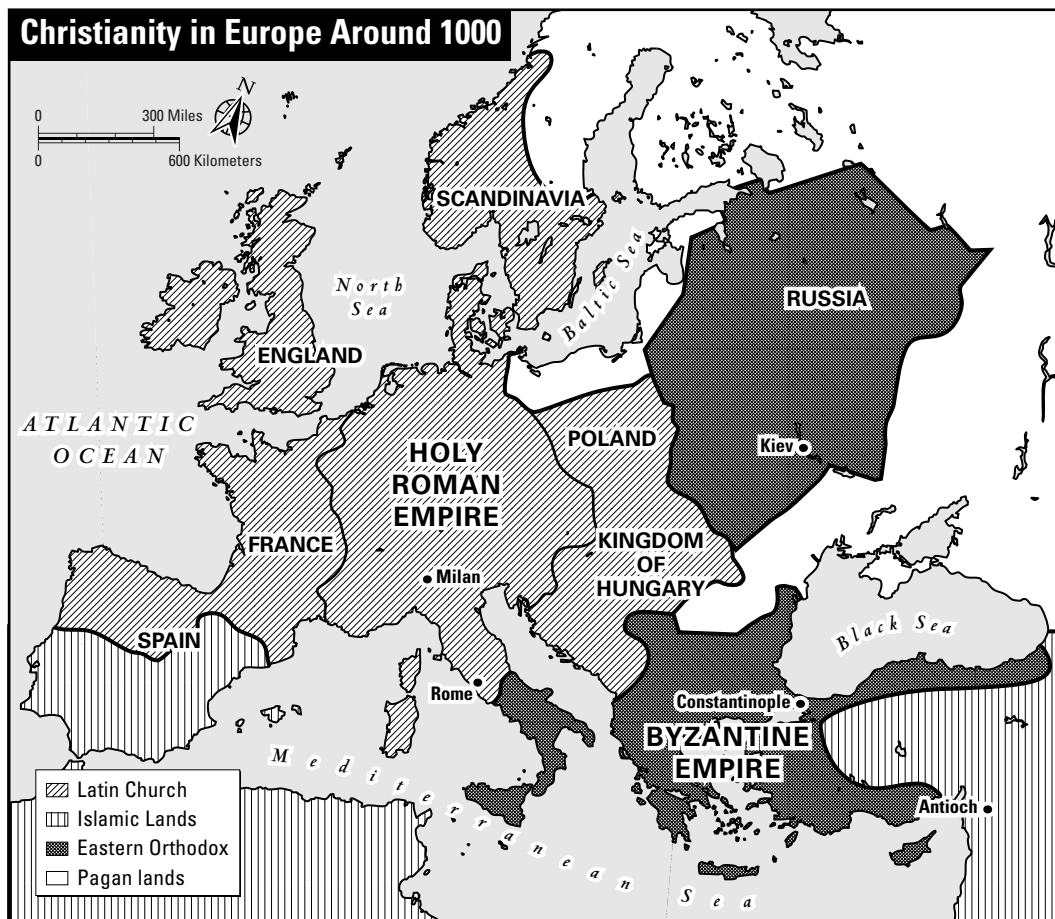 Christianity in Europe Around 1000
N
0 300 Miles
0 600 Kilometers
SCANDINAVIA
North
Sea
Baltic Sea
RUSSIA
ENGLAND
ATLANTIC
OCEAN
POLAND
Kiev
HOLY
ROMAN
EMPIRE
FRANCE
KINGDOM
OF
HUNGARY
Milan
SPAIN
Black Sea
Rome
Constantinople
BYZANTINE
EMPIRE
Antioch
Mediterranean Sea
Latin Church
Islamic Lands
Eastern Orthodox
Pagan lands